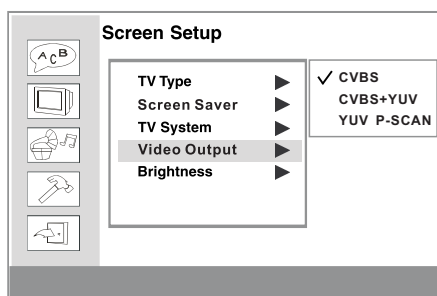 Screen Setup
A C B
TV Type
Screen Saver
TV System
Video Output
Brightness
CVBS
CVBS+YUV
YUV P-SCAN